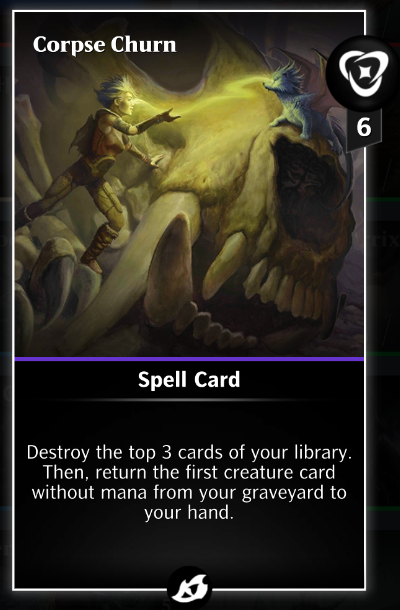 Corpse Churn
6
Spell Card
Destroy the top 3 cards of your library.
Then, return the first creature card
without mana from your graveyard to
your hand.